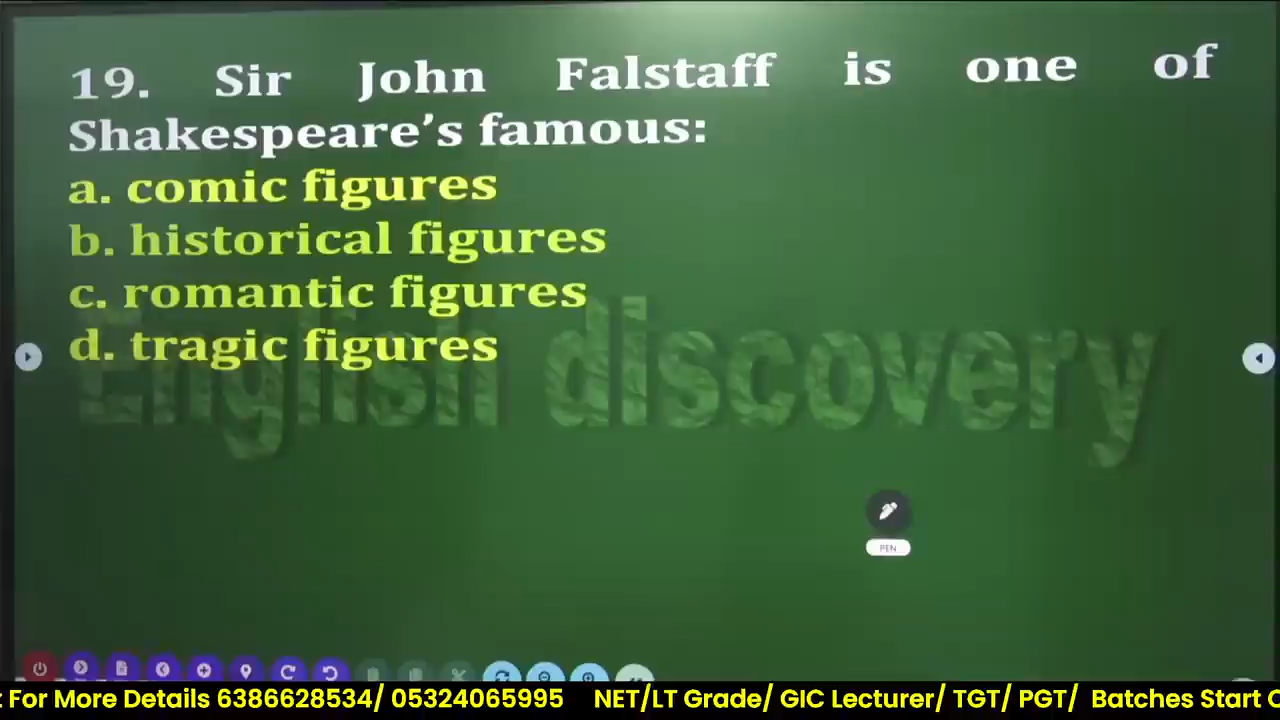 19. Sir John Falstaff is one of
Shakespeare’s famous:
a. comic figures
b. historical figures
c. romantic figures
d. tragic figures
English discovery
PEN
For More Details 6386628534/ 05324065995 NET/LT Grade/ GIC Lecturer/ TGT/ PGT/ Batches Start